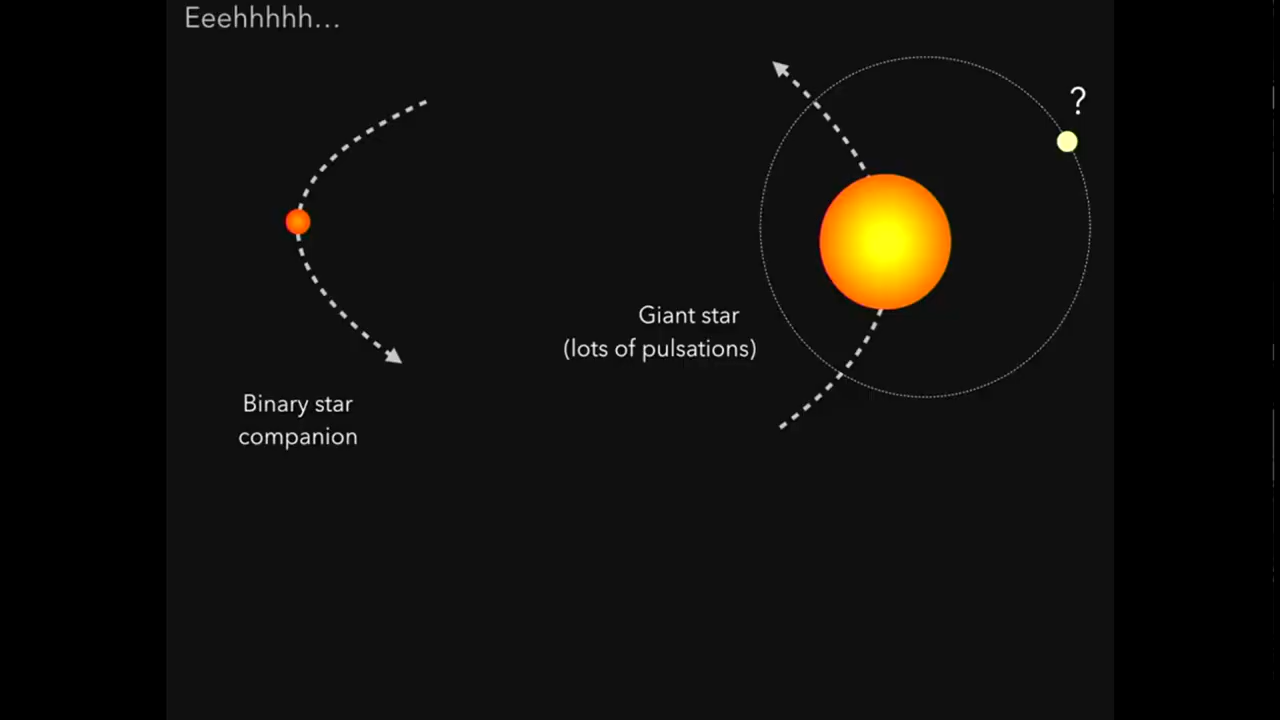 Eeehhhhh...
?
Giant star
(lots of pulsations)
Binary star
companion